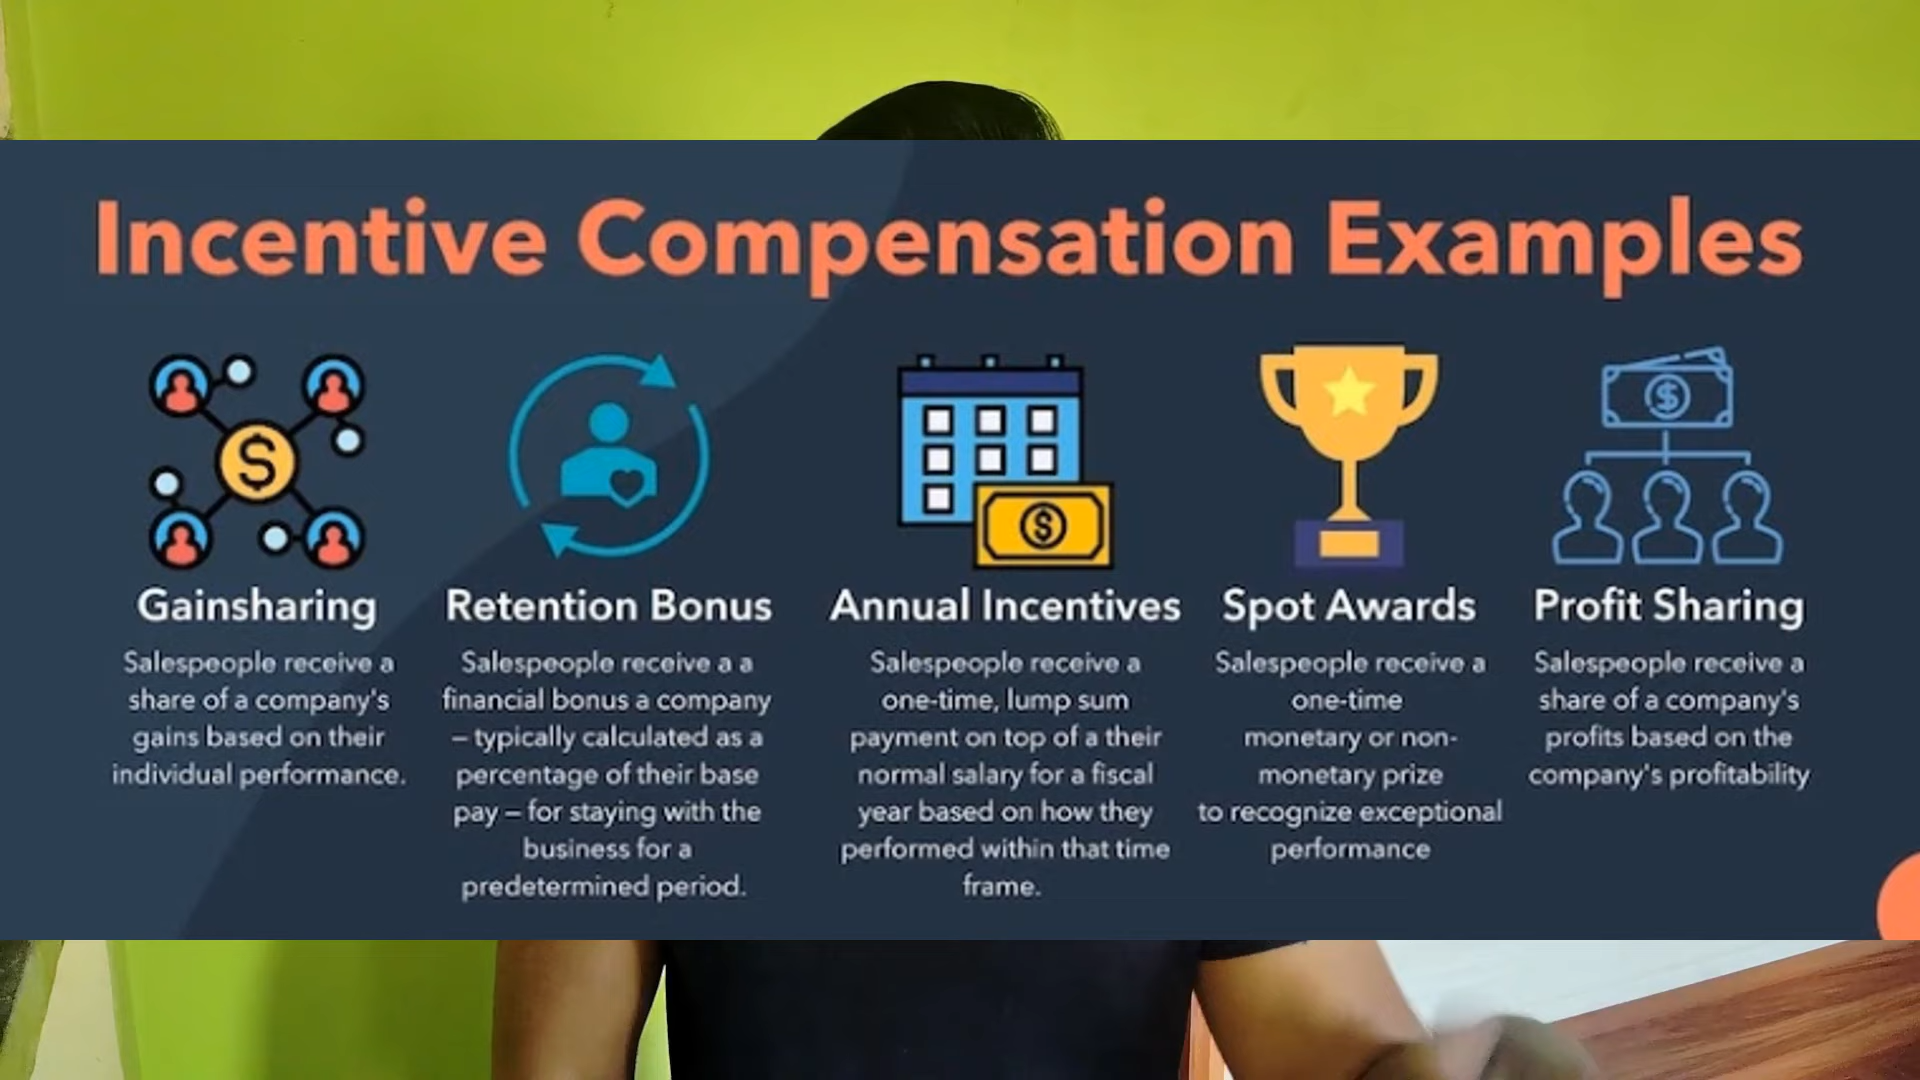 Incentive Compensation Examples
Gainsharing
Salespeople receive a
share of a company's
gains based on their
individual performance.
Retention Bonus
Salespeople receive a a
financial bonus a company
– typically calculated as a
percentage of their base
pay – for staying with the
business for a
predetermined period.
Annual Incentives
Salespeople receive a
one-time, lump sum
payment on top of a their
normal salary for a fiscal
year based on how they
performed within that time
frame.
Spot Awards
Salespeople receive a
one-time
monetary or non-
monetary prize
to recognize exceptional
performance
Profit Sharing
Salespeople receive a
share of a company's
profits based on the
company's profitability